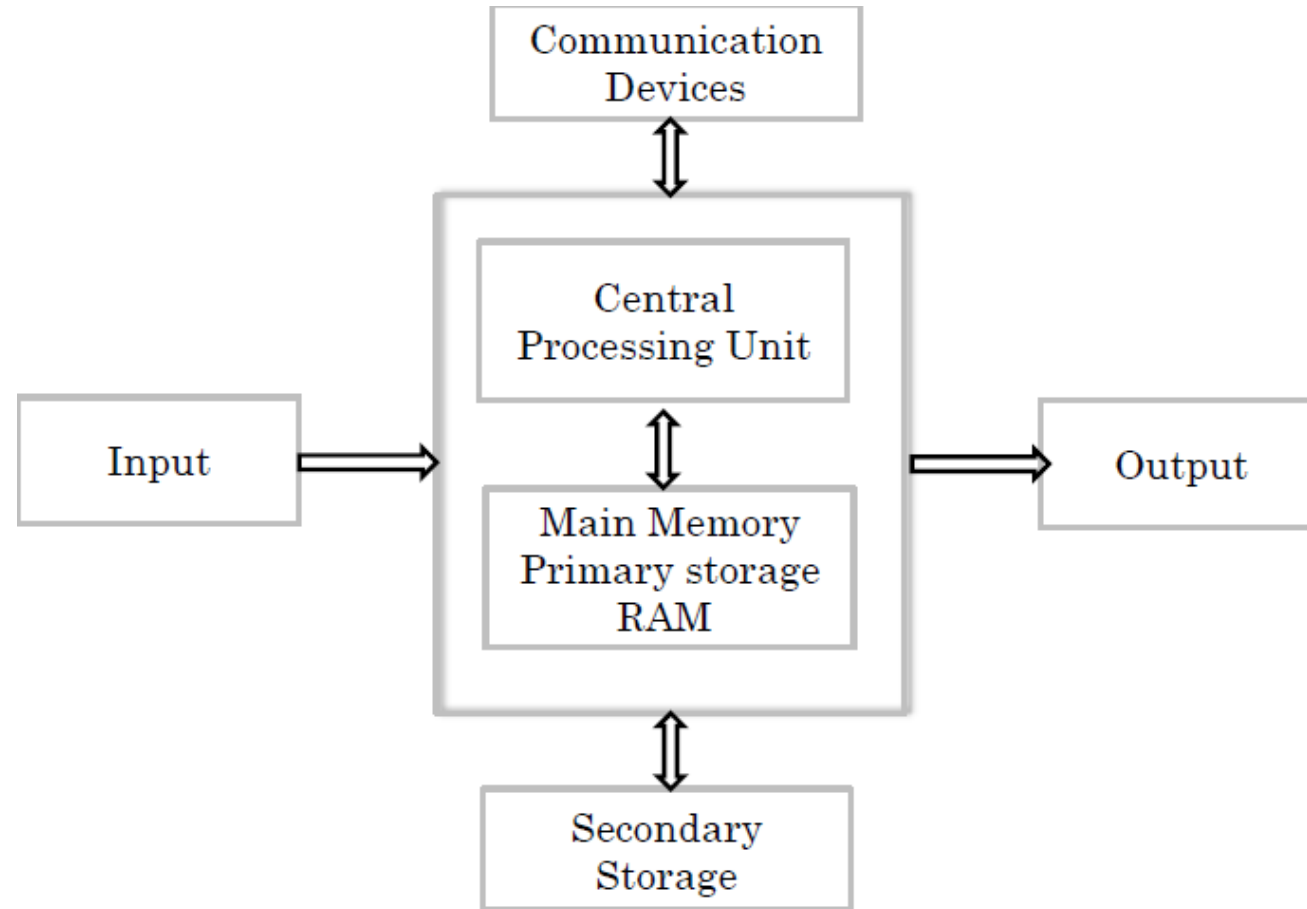 Communication
Devices
Central
Processing Unit
Input
Output
Main Memory
Primary storage
RAM
Secondary
Storage